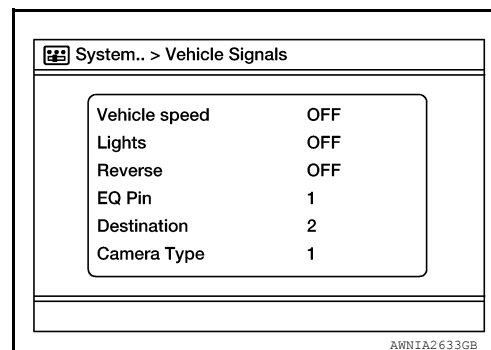 System.. > Vehicle Signals
Vehicle speed OFF
Lights OFF
Reverse OFF
EQ Pin 1
Destination 2
Camera Type 1
AWNIA2633GB